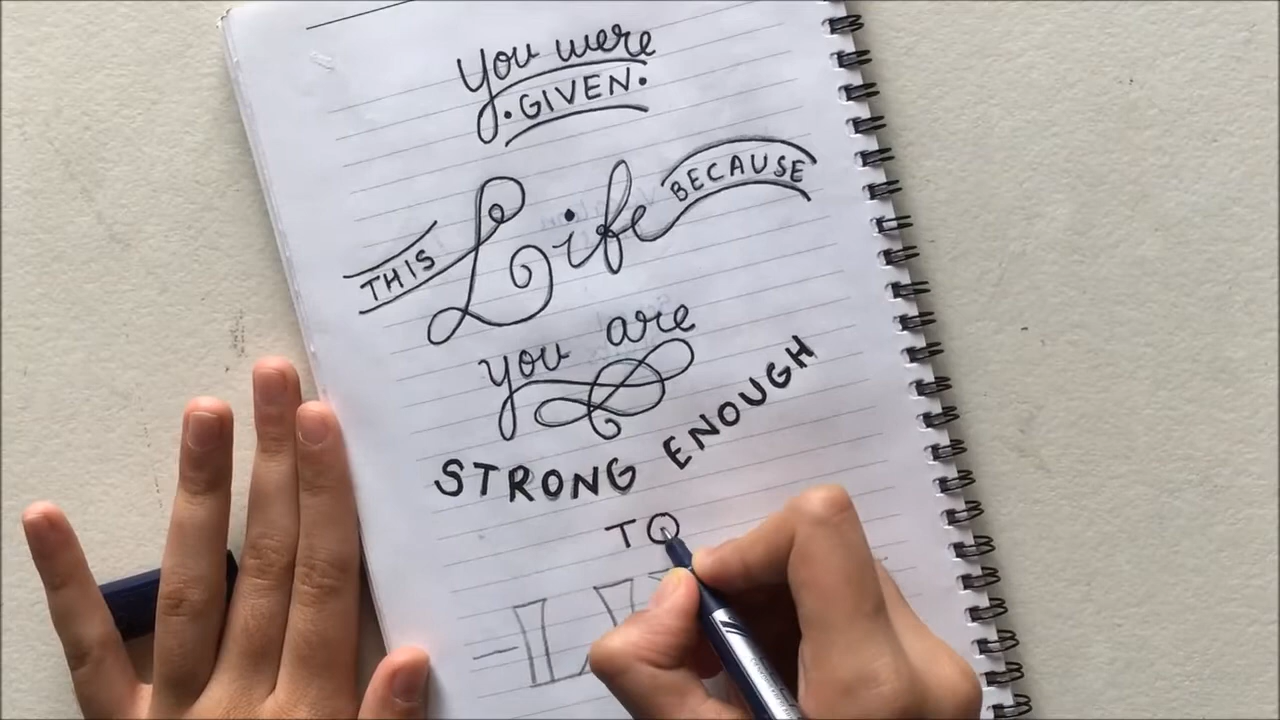 You were
• GIVEN •
THIS Life BECAUSE
you are
STRONG ENOUGH
TO